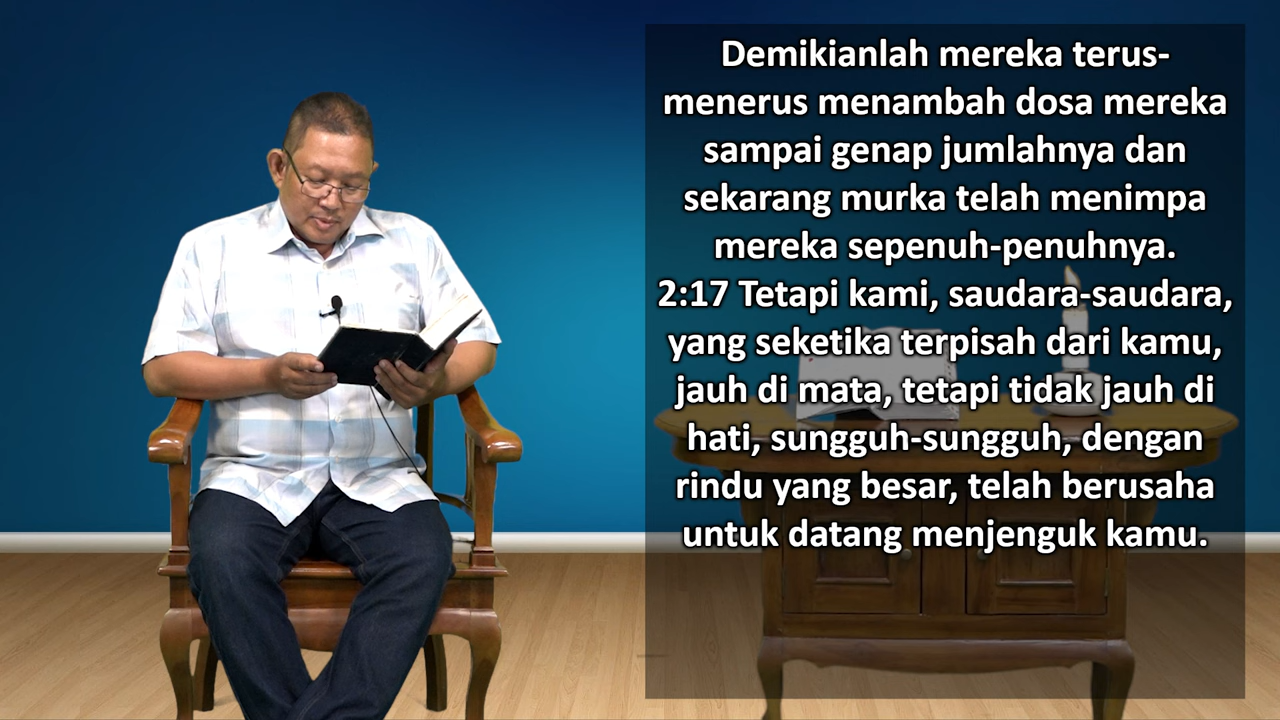 Demikianlah mereka terus-
menerus menambah dosa mereka
sampai genap jumlahnya dan
sekarang murka telah menimpa
mereka sepenuh-penuhnya.
2:17 Tetapi kami, saudara-saudara,
yang seketika terpisah dari kamu,
jauh di mata, tetapi tidak jauh di
hati, sungguh-sungguh, dengan
rindu yang besar, telah berusaha
untuk datang menjenguk kamu.